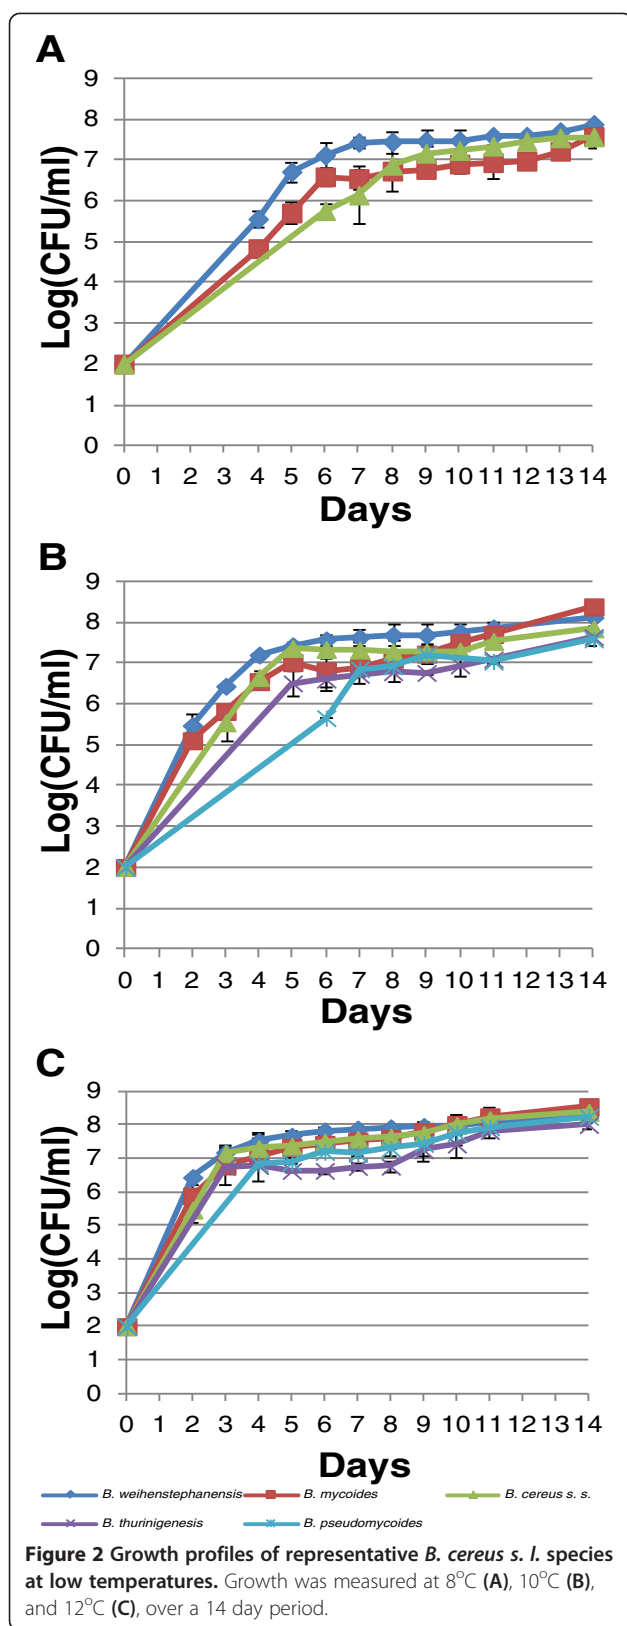 A
9
8
7
6
5
4
3
2
1
0
Log(CFU/ml)
0 1 2 3 4 5 6 7 8 9 10 11 12 13 14
Days
B
9
8
7
6
5
4
3
2
1
0
Log(CFU/ml)
0 1 2 3 4 5 6 7 8 9 10 11 12 13 14
Days
C
9
8
7
6
5
4
3
2
1
0
Log(CFU/ml)
0 1 2 3 4 5 6 7 8 9 10 11 12 13 14
Days
B. weihenstephanensis B. mycoides B. cereus s. s.
B. thurinigenesis B. pseudomycoides
Figure 2 Growth profiles of representative B. cereus s. l. species
at low temperatures. Growth was measured at 8°C (A), 10°C (B),
and 12°C (C), over a 14 day period.